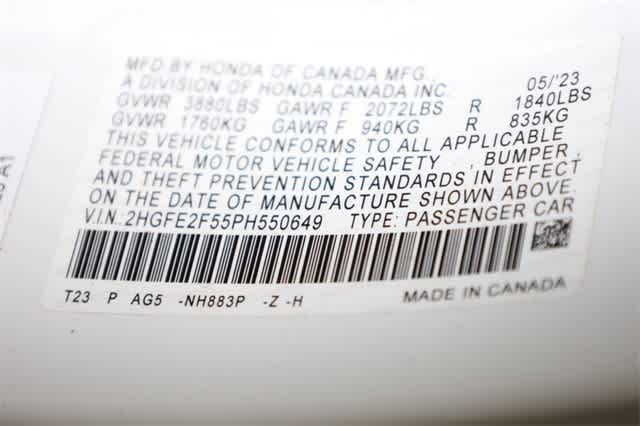 MFD BY HONDA OF CANADA MFG.,
A DIVISION OF HONDA CANADA INC. 05/'23
GVWR 3880LBS GAWR F 2072LBS R 1840LBS
GVWR 1760KG GAWR F 940KG R 835KG
THIS VEHICLE CONFORMS TO ALL APPLICABLE
FEDERAL MOTOR VEHICLE SAFETY , BUMPER ,
AND THEFT PREVENTION STANDARDS IN EFFECT
ON THE DATE OF MANUFACTURE SHOWN ABOVE.
V.I.N.:2HGFE2F55PH550649 TYPE: PASSENGER CAR
T23 P AG5 -NH883P -Z -H MADE IN CANADA